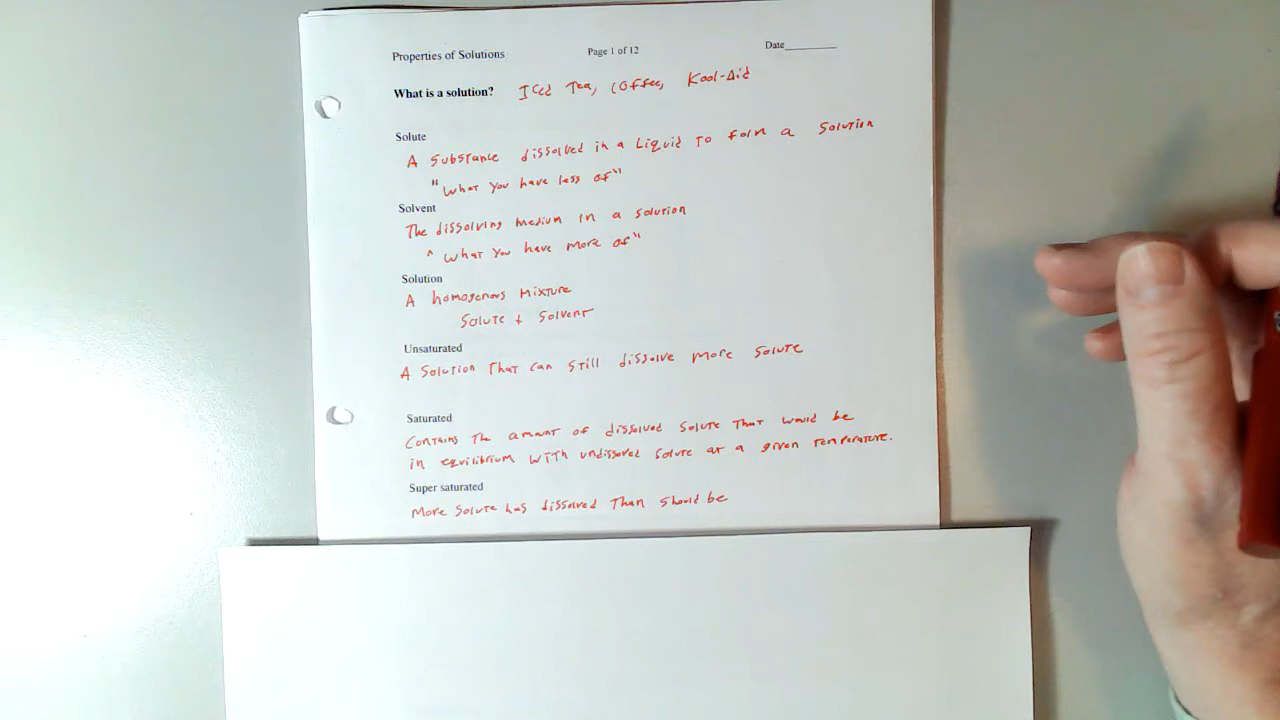 Properties of Solutions Page 1 of 12 Date________
What is a solution? Iced Tea, Coffee, Kool-Aid
Solute
A Substance dissolved in a Liquid to form a Solution
"What you have less of"
Solvent
The dissolving medium in a solution
"What you have more of"
Solution
A homogenous mixture
Solute + Solvent
Unsaturated
A Solution That can still dissolve more Solute
Saturated
Contains The amount of dissolved Solute That would be
in equilibrium with undissoved Solute at a given temperature.
Super saturated
More Solute has dissolved Than should be